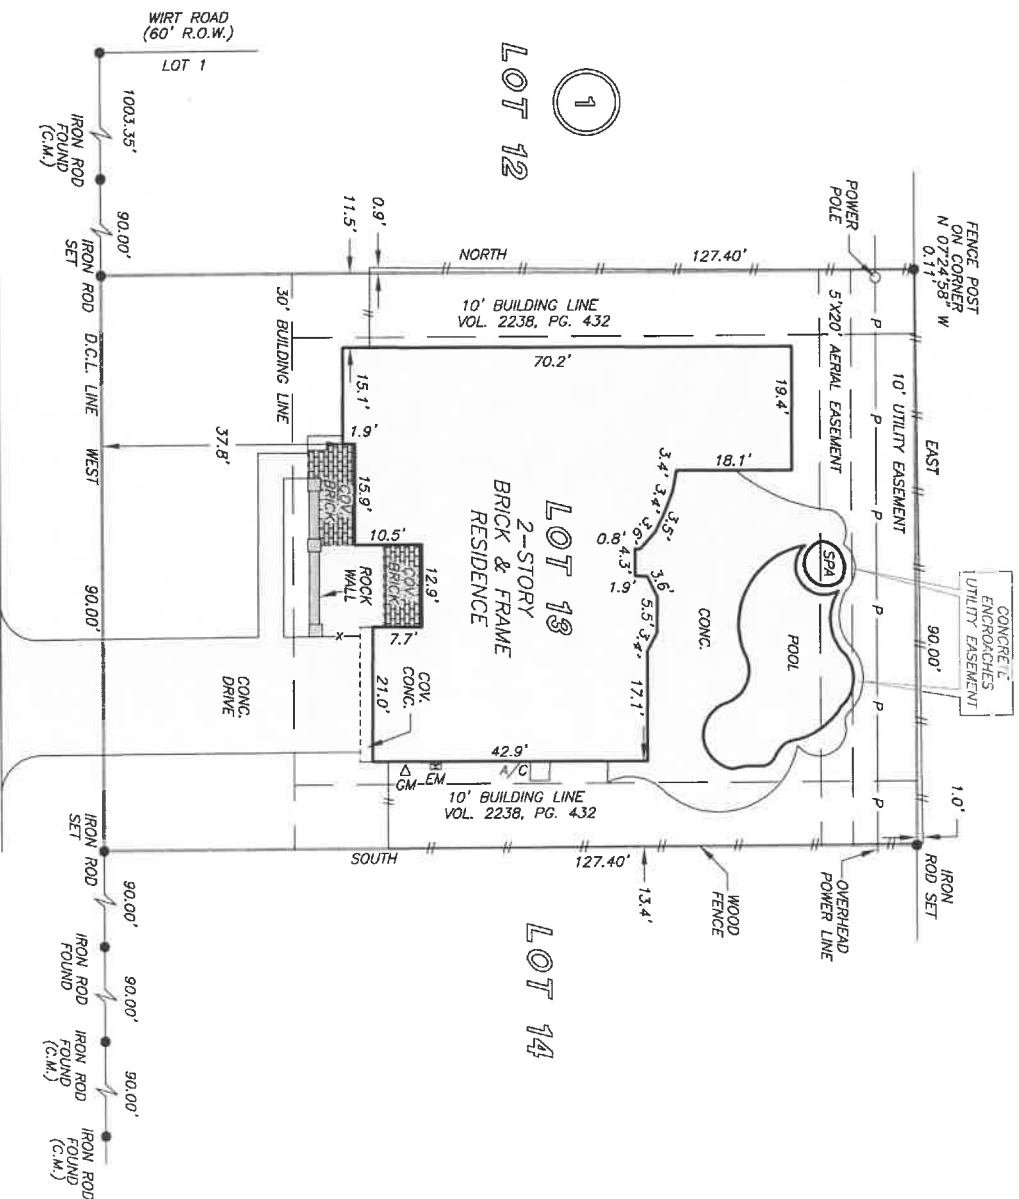 WIRT ROAD
(60' R.O.W.)
LOT 1
1003.35'
IRON ROD
FOUND
(C.M.)
90.00'
IRON ROD
SET
1
LOT 12
0.9'
11.5'
NORTH
127.40'
POWER
POLE
FENCE POST
ON CORNER
N 07°24'58" W
0.11'
10' BUILDING LINE
VOL. 2238, PG. 432
5'X20' AERIAL EASEMENT
10' UTILITY EASEMENT
EAST
90.00'
P
P
P
P
P
P
30' BUILDING LINE
D.C.L. LINE
WEST
90.00'
37.8'
70.2'
19.4'
18.1'
15.1'
1.9'
15.9'
10.5'
12.9'
7.7'
21.0'
42.9'
17.1'
3.4'
3.4'
3.5'
3.6'
0.8'
4.3'
1.9'
3.6'
5.5'
3.4'
LOT 13
2-STORY
BRICK & FRAME
RESIDENCE
COV.
BRICK
COV.
BRICK
ROCK
WALL
x
COV.
CONC.
CONC.
DRIVE
CONC.
SPA
POOL
CONCRETE
ENCROACHES
UTILITY EASEMENT
GM
EM
A/C
10' BUILDING LINE
VOL. 2238, PG. 432
1.0'
IRON
ROD SET
OVERHEAD
POWER LINE
WOOD
FENCE
13.4'
SOUTH
127.40'
LOT 14
IRON ROD
SET
90.00'
IRON ROD
FOUND
90.00'
IRON ROD
FOUND
(C.M.)
90.00'
IRON ROD
FOUND
(C.M.)